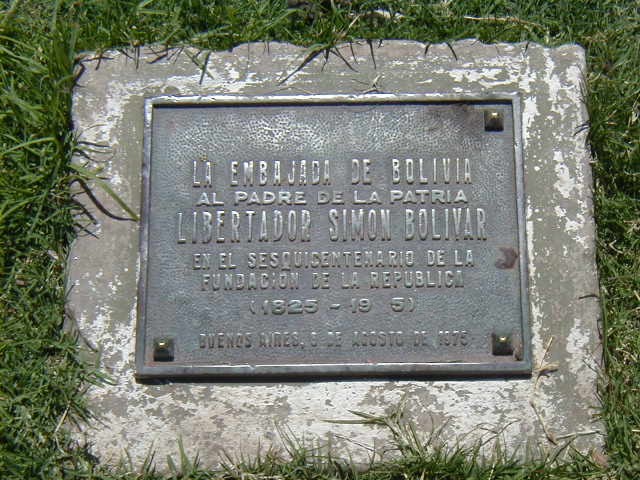 LA EMBAJADA DE BOLIVIA
AL PADRE DE LA PATRIA
LIBERTADOR SIMON BOLIVAR
EN EL SESQUICENTENARIO DE LA
FUNDACION DE LA REPUBLICA
(1825 - 19 5)
BUENOS AIRES, 6 DE AGOSTO DE 1975